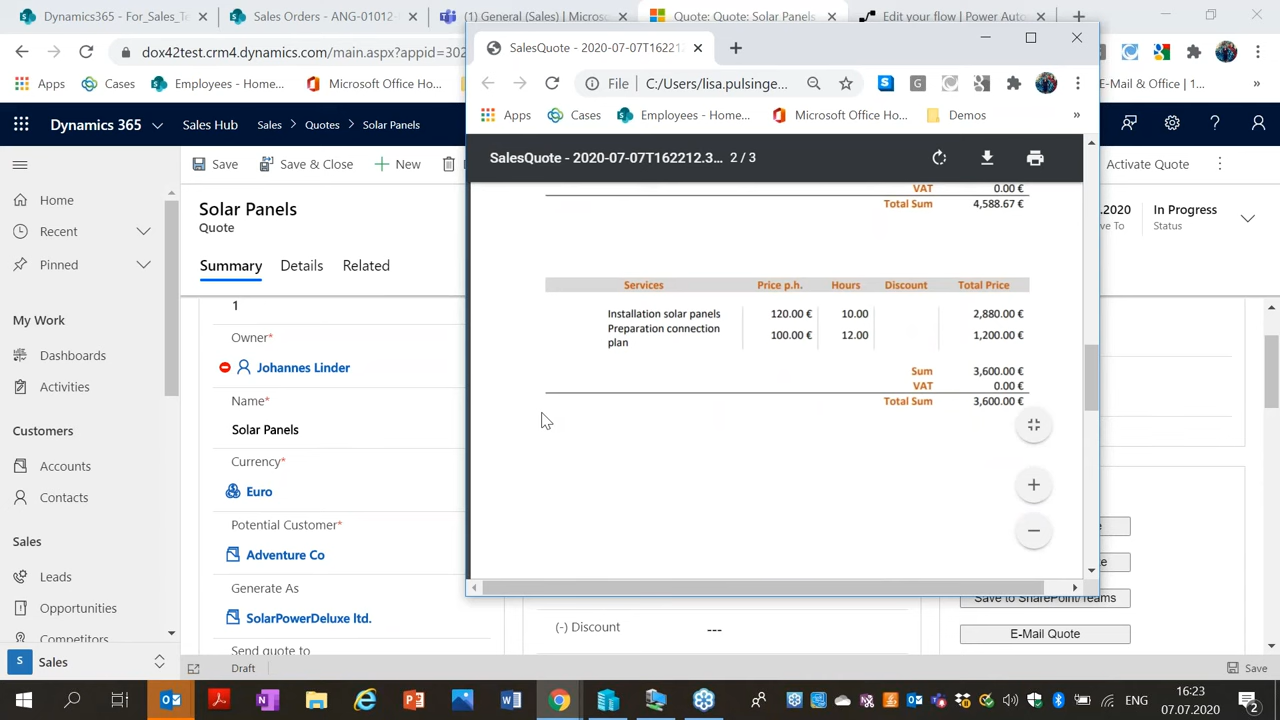 For_Sales_T
Sales Orders - ANG-01012
(1) General (Sales) | Microsoft
Quote: Quote: Solar Panels
Edit your flow | Power Auto
dox42test.crm4.dynamics.com/main.aspx?appid=302
Apps
Cases
Employees - Home...
Microsoft Office Ho
E-Mail & Office | 1...
Dynamics 365
Sales Hub
Sales
Quotes
Solar Panels
Save
Save & Close
New
Activate Quote
Home
Recent
Pinned
My Work
Dashboards
Activities
Customers
Accounts
Contacts
Sales
Leads
Opportunities
Competitors
Sales
Solar Panels
Quote
.2020
ve To
In Progress
Status
Summary
Details
Related
1
Owner*
Johannes Linder
Name*
Solar Panels
Currency*
Euro
Potential Customer*
Adventure Co
Generate As
SolarPowerDeluxe ltd.
Send quote to
Draft
(-) Discount
---
e
e
Save to SharePoint/Teams
E-Mail Quote
Save
SalesQuote - 2020-07-07T16221
File
C:/Users/lisa.pulsinge...
Apps
Cases
Employees - Home...
Microsoft Office Ho...
Demos
»
SalesQuote - 2020-07-07T162212.3... 2 / 3
VAT 0.00 €
Total Sum 4,588.67 €
Services Price p.h. Hours Discount Total Price
Installation solar panels 120.00 € 10.00 2,880.00 €
Preparation connection
plan 100.00 € 12.00 1,200.00 €
Sum 3,600.00 €
VAT 0.00 €
Total Sum 3,600.00 €
ENG
16:23
07.07.2020
2